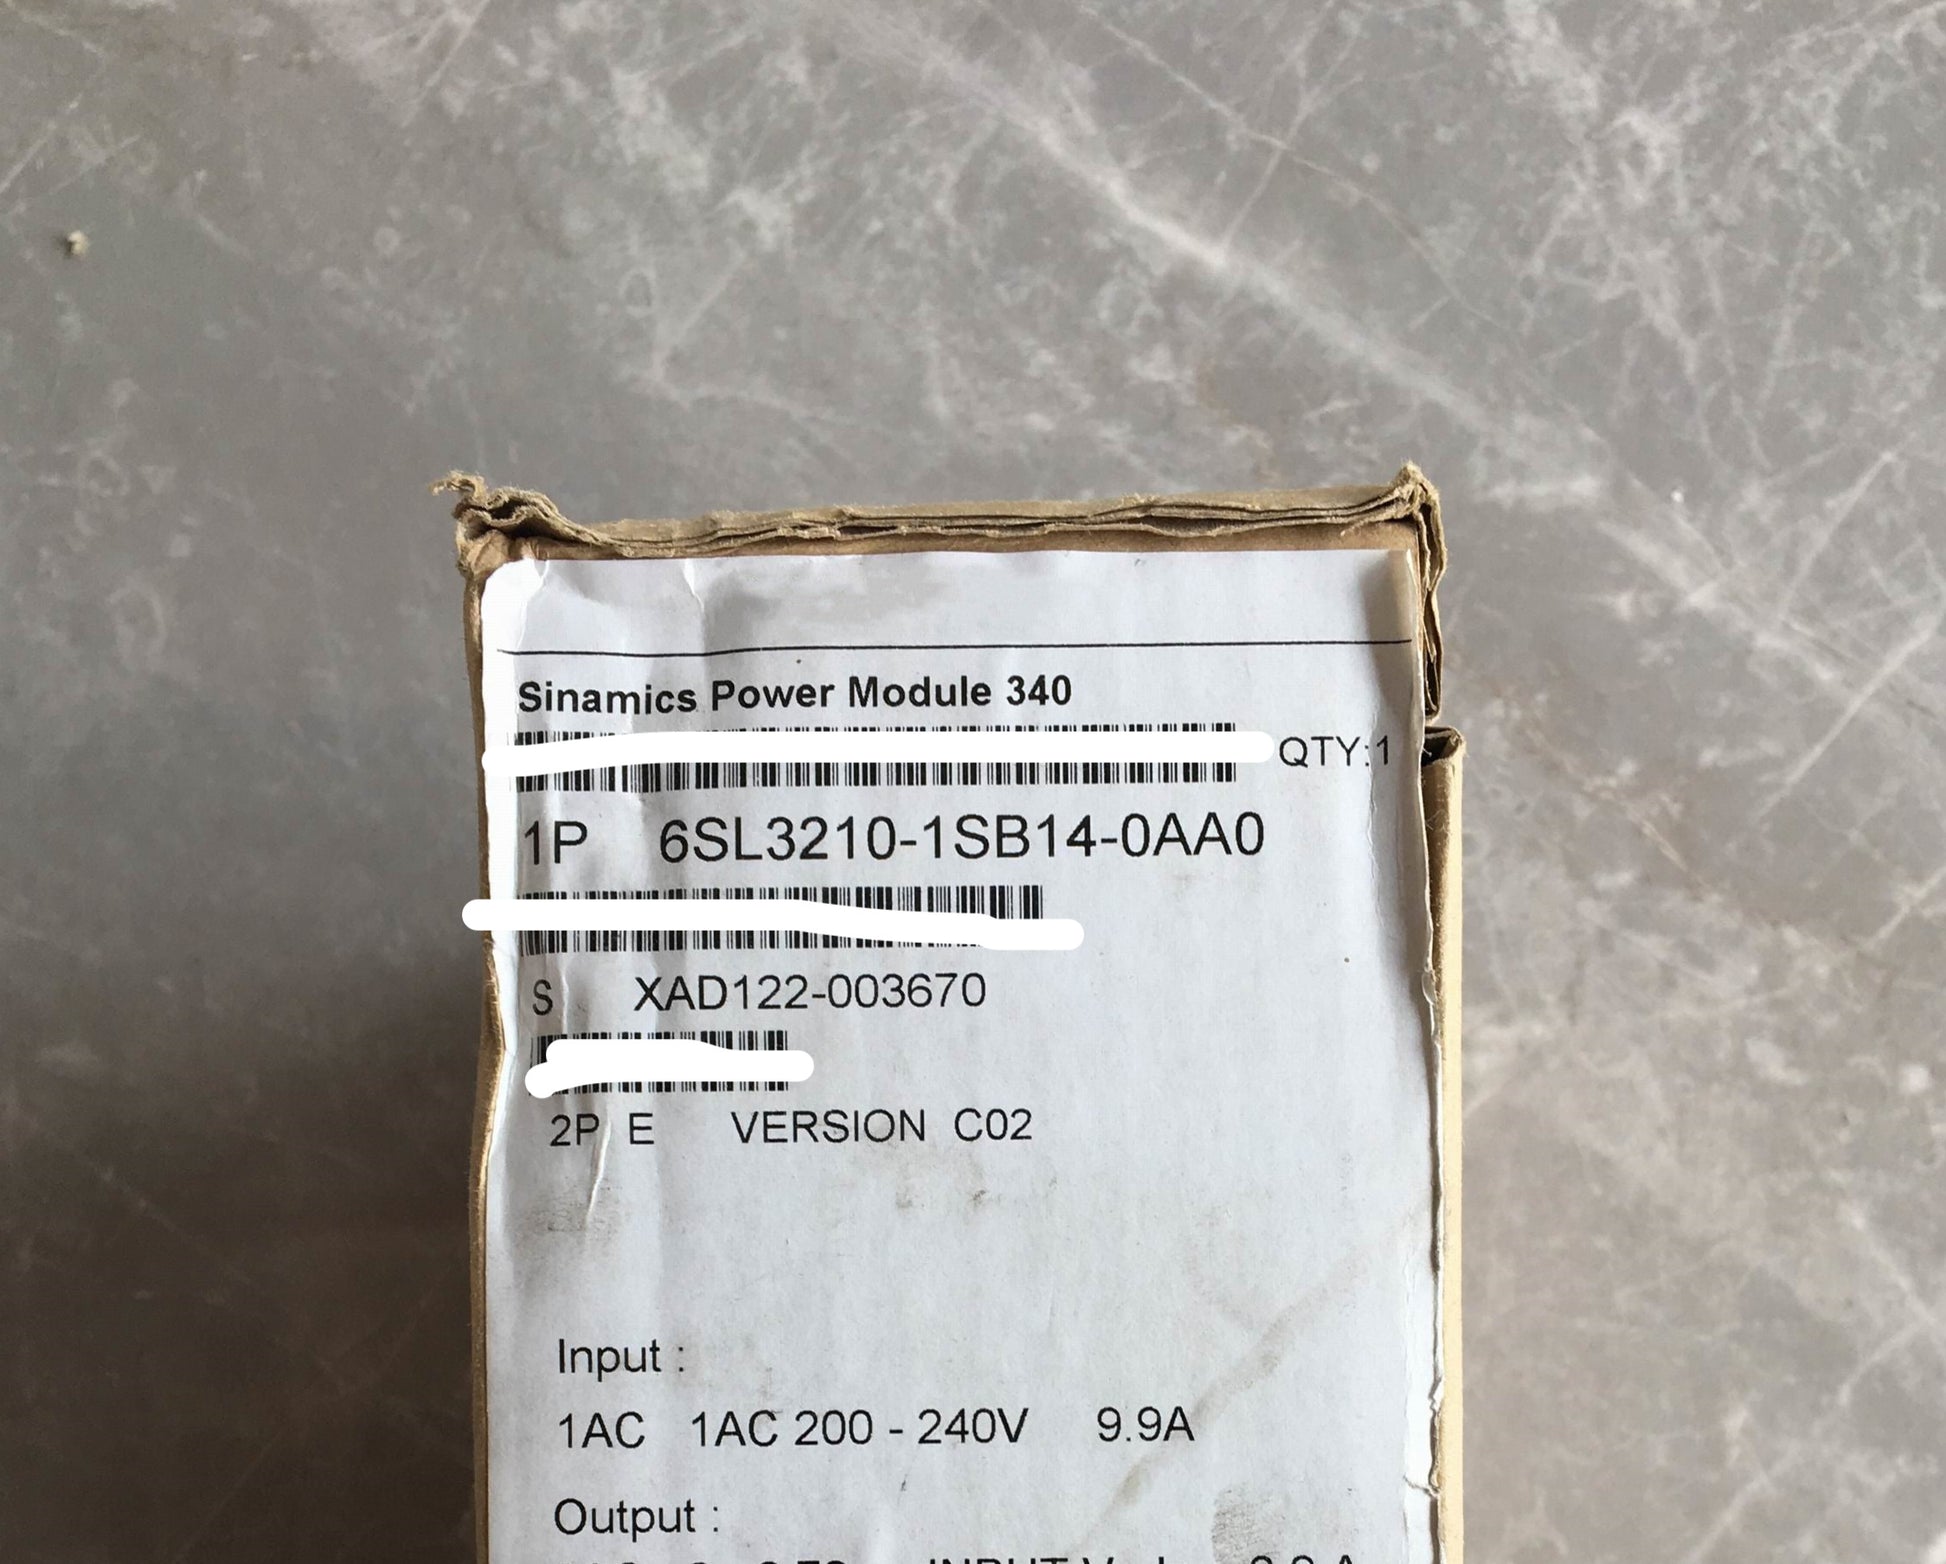 Sinamics Power Module 340
QTY:1
1P 6SL3210-1SB14-0AA0
S XAD122-003670
2P E VERSION C02
Input :
1AC 1AC 200 - 240V 9.9A
Output :